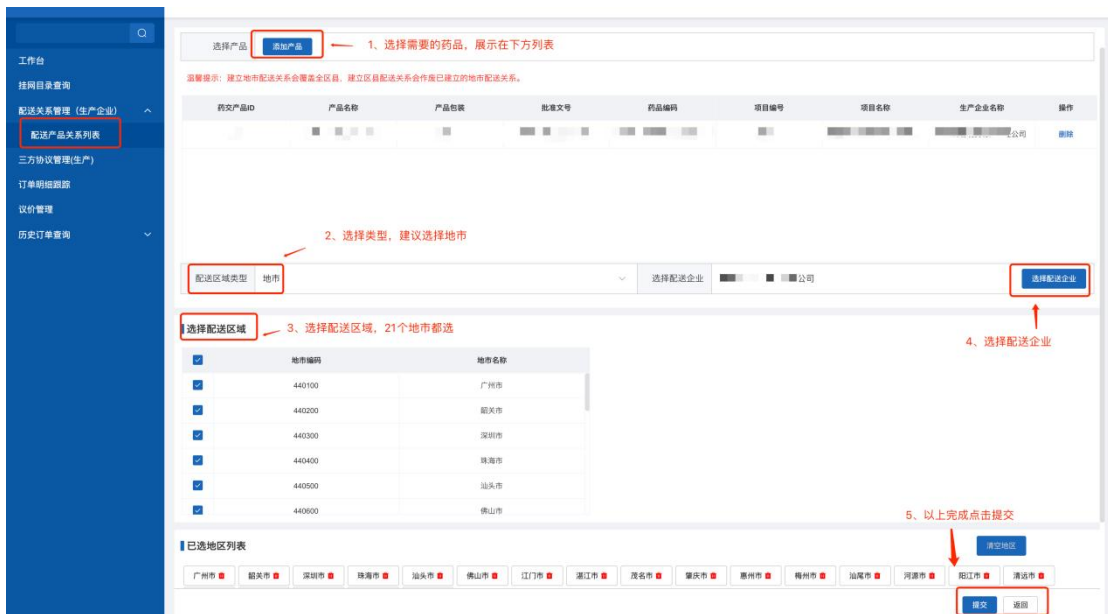 选择产品 添加产品 1、选择需要的药品，展示在下方列表
工作台
温馨提示：建立地市配送关系会覆盖全区县，建立区县配送关系会作废已建立的地市配送关系。
挂网目录查询
配送关系管理（生产企业）
药交产品ID 产品名称 产品包装 批准文号 药品编码 项目编号 项目名称 生产企业名称 操作
配送产品关系列表
公司 删除
三方协议管理(生产)
订单明细跟踪
议价管理
历史订单查询
2、选择类型，建议选择地市
配送区域类型 地市 选择配送企业 公司 选择配送企业
选择配送区域 3、选择配送区域，21个地市都选
4、选择配送企业
地市编码 地市名称
440100 广州市
440200 韶关市
440300 深圳市
440400 珠海市
440500 汕头市
440600 佛山市
5、以上完成点击提交
已选地区列表 清空地区
广州市 韶关市 深圳市 珠海市 汕头市 佛山市 江门市 湛江市 茂名市 肇庆市 惠州市 梅州市 汕尾市 河源市 阳江市 清远市
提交 返回